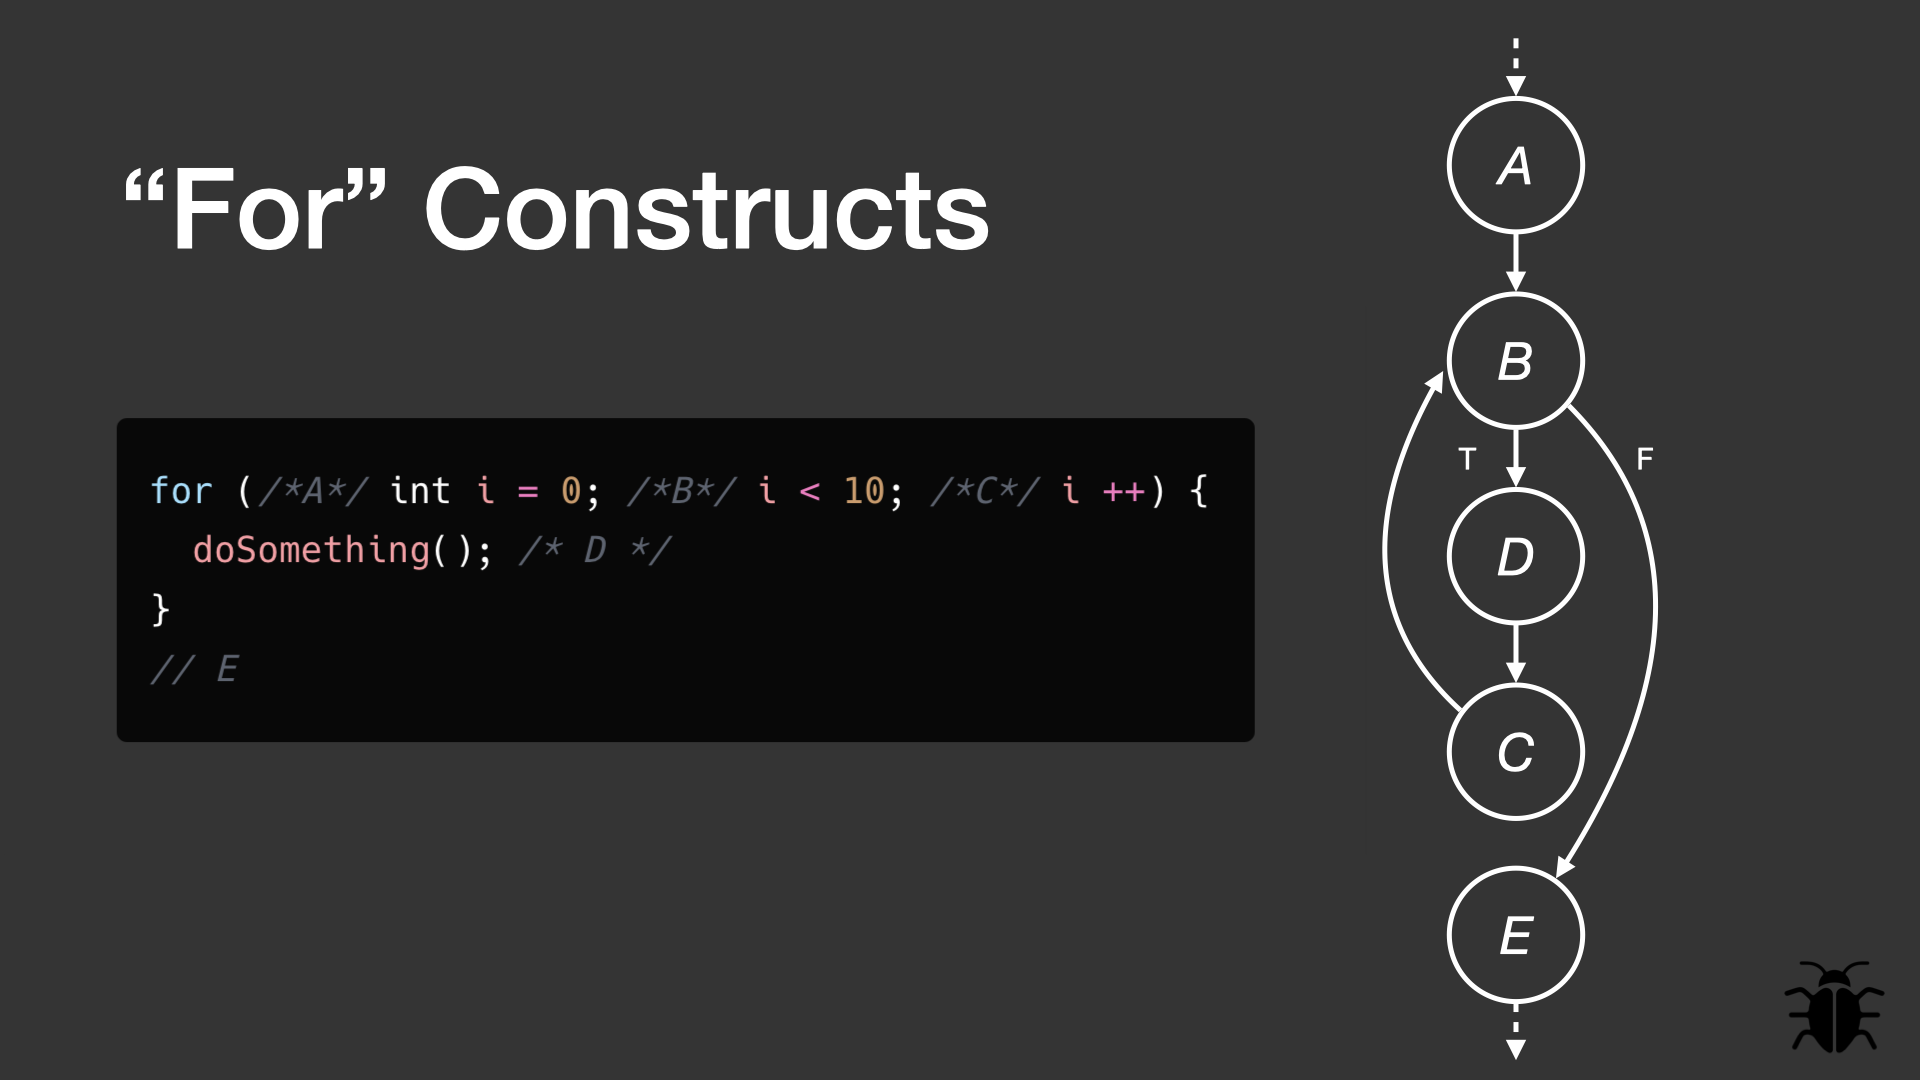 “For” Constructs
for (/*A*/ int i = 0; /*B*/ i < 10; /*C*/ i ++) {
  doSomething(); /* D */
}
// E
A
B
T
F
D
C
E